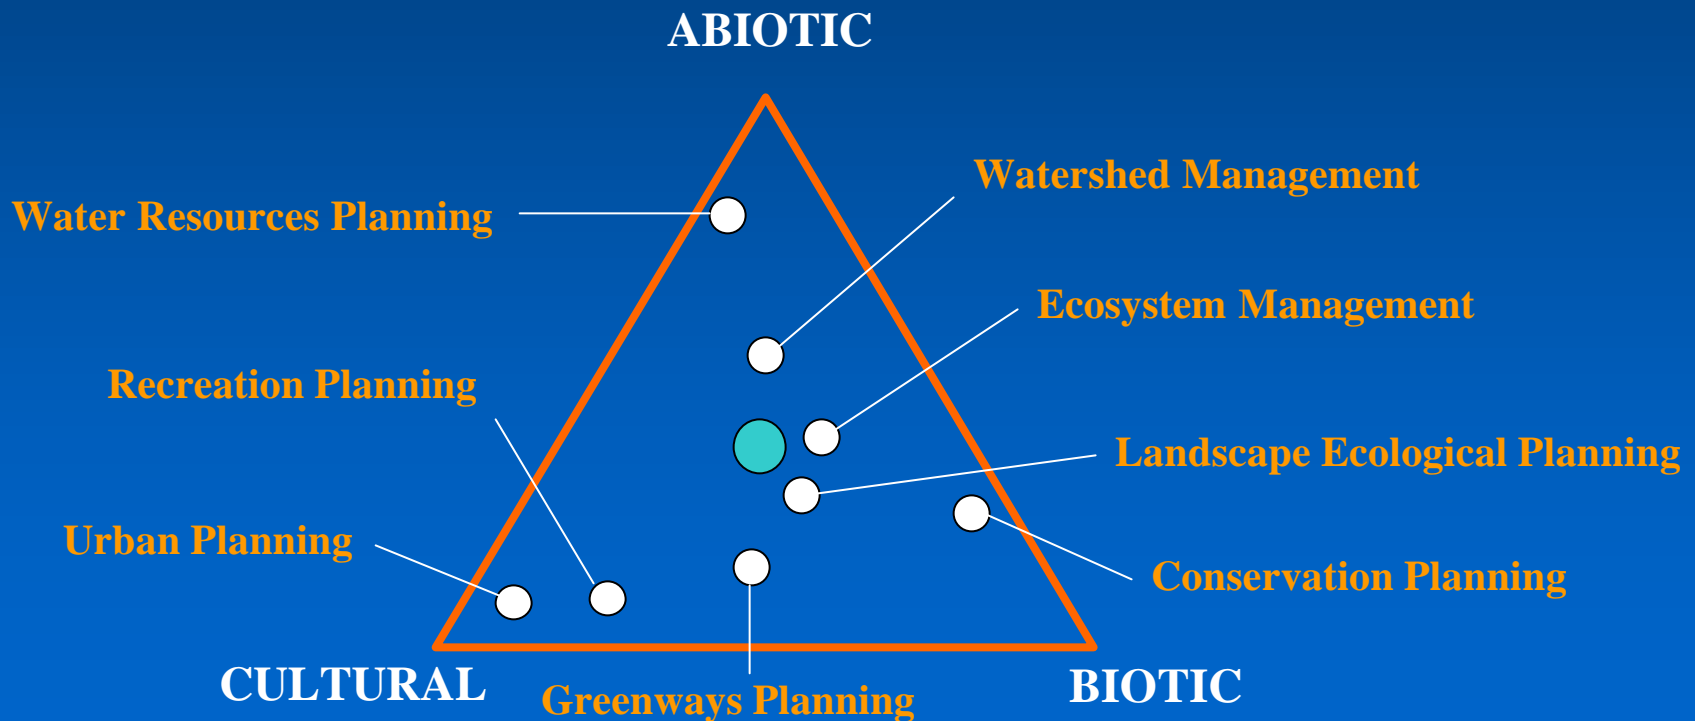 ABIOTIC
Watershed Management
Water Resources Planning
Ecosystem Management
Recreation Planning
Landscape Ecological Planning
Urban Planning
Conservation Planning
CULTURAL
BIOTIC
Greenways Planning